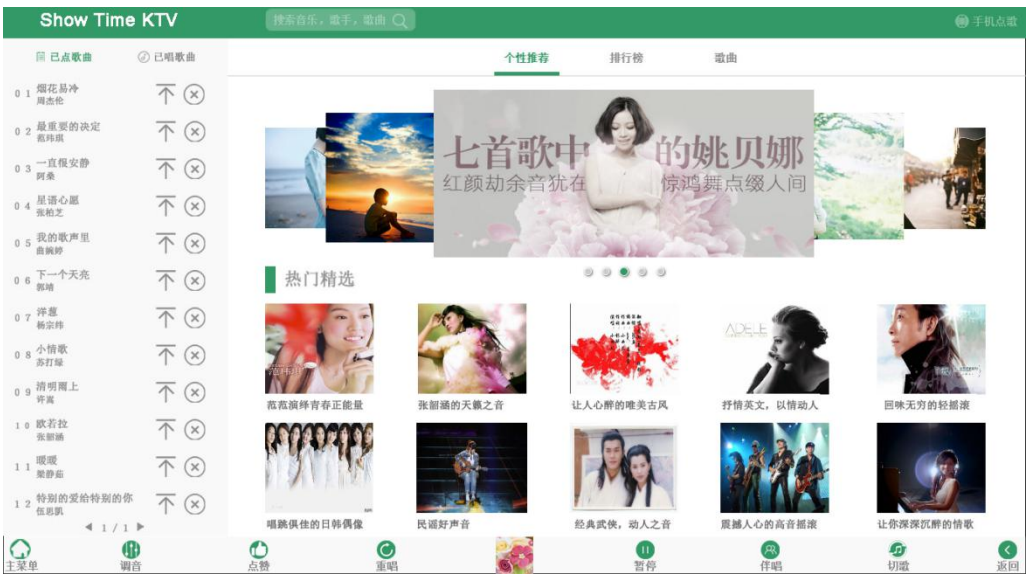 Show Time KTV
搜索音乐，歌手，歌曲
手机点歌
已点歌曲
已唱歌曲
个性推荐
排行榜
歌曲
01 烟花易冷
周杰伦
02 最重要的决定
范玮琪
03 一直很安静
阿桑
04 星语心愿
张柏芝
05 我的歌声里
曲婉婷
06 下一个天亮
郭靖
07 洋葱
杨宗纬
08 小情歌
苏打绿
09 清明雨上
许嵩
10 欧若拉
张韶涵
11 暖暖
梁静茹
12 特别的爱给特别的你
伍思凯
1/1
七首歌中的姚贝娜
红颜劫余音犹在 惊鸿舞点缀人间
热门精选
ADELE
范范演绎青春正能量
张韶涵的天籁之音
让人心醉的唯美古风
抒情英文，以情动人
回味无穷的轻摇滚
唱跳俱佳的日韩偶像
民谣好声音
经典武侠，动人之音
震撼人心的高音摇滚
让你深深沉醉的情歌
主菜单
调音
点赞
重唱
暂停
伴唱
切歌
返回